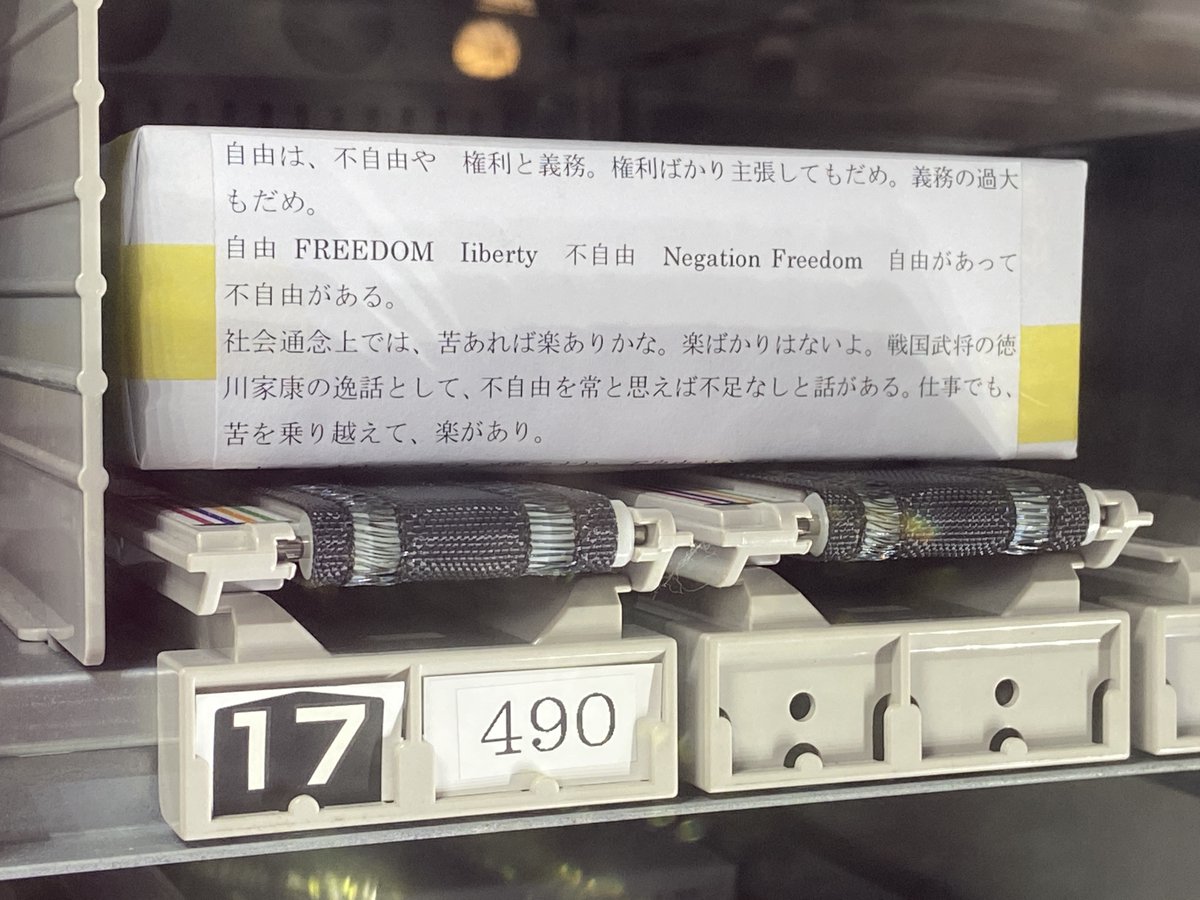 自由は、不自由や　権利と義務。権利ばかり主張してもだめ。義務の過大
もだめ。
自由 FREEDOM　Iiberty　不自由　Negation Freedom　自由があって
不自由がある。
社会通念上では、苦あれば楽ありかな。楽ばかりはないよ。戦国武将の徳
川家康の逸話として、不自由を常と思えば不足なしと話がある。仕事でも、
苦を乗り越えて、楽があり。
17
490